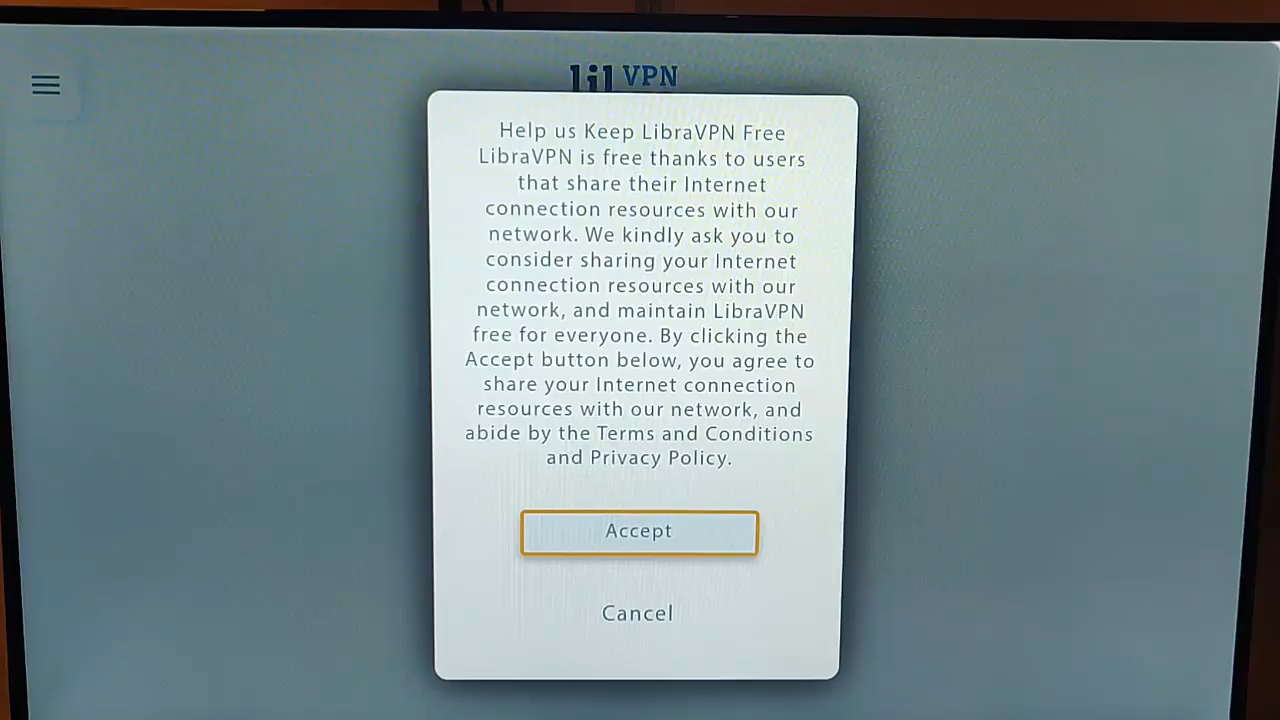 VPN
Help us Keep LibraVPN Free
LibraVPN is free thanks to users
that share their Internet
connection resources with our
network. We kindly ask you to
consider sharing your Internet
connection resources with our
network, and maintain LibraVPN
free for everyone. By clicking the
Accept button below, you agree to
share your Internet connection
resources with our network, and
abide by the Terms and Conditions
and Privacy Policy.
Accept
Cancel